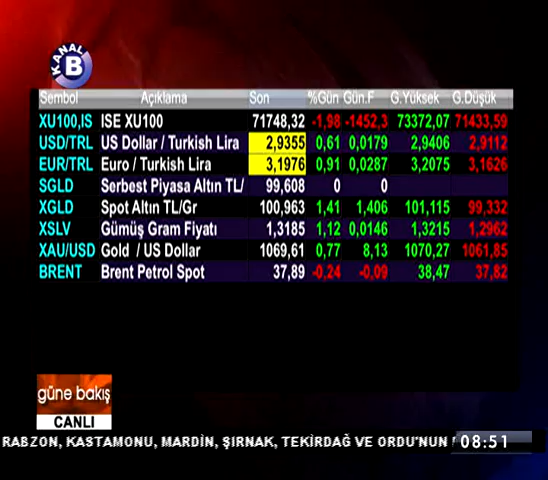 KANAL B
Sembol Açıklama Son %Gün Gün.F G.Yüksek G.Düşük
XU100,IS ISE XU100 71748,32 -1,98 -1452,3 73372,07 71433,59
USD/TRL US Dollar / Turkish Lira 2,9355 0,61 0,0179 2,9406 2,9112
EUR/TRL Euro / Turkish Lira 3,1976 0,91 0,0287 3,2075 3,1626
SGLD Serbest Piyasa Altın TL/ 99,608 0 0
XGLD Spot Altın TL/Gr 100,963 1,41 1,406 101,115 99,332
XSLV Gümüş Gram Fiyatı 1,3185 1,12 0,0146 1,3215 1,2962
XAU/USD Gold / US Dollar 1069,61 0,77 8,13 1070,27 1061,85
BRENT Brent Petrol Spot 37,89 -0,24 -0,09 38,47 37,82
güne bakış
CANLI
RABZON, KASTAMONU, MARDİN, ŞIRNAK, TEKİRDAĞ VE ORDU'NUN 08:51